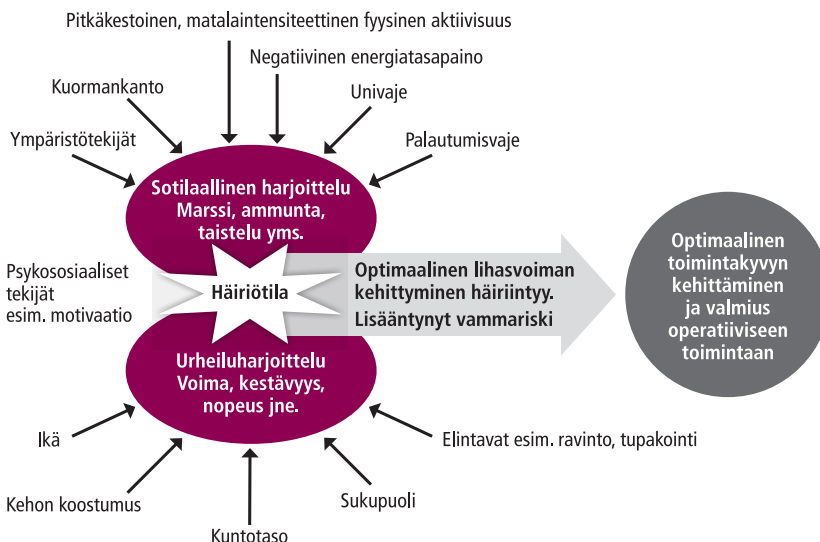 Pitkäkestoinen, matalaintensiteettinen fyysinen aktiivisuus
Negatiivinen energiatasapaino
Kuormankanto
Univaje
Ympäristötekijät
Palautumisvaje
Sotilaallinen harjoittelu
Marssi, ammunta,
taistelu yms.
Psykososiaaliset
tekijät
esim. motivaatio
Häiriötila
Optimaalinen lihasvoiman
kehittyminen häiriintyy.
Lisääntynyt vammariski
Optimaalinen
toimintakyvyn
kehittäminen
ja valmius
operatiiviseen
toimintaan
Urheiluharjoittelu
Voima, kestävyys,
nopeus jne.
Ikä
Elintavat esim. ravinto, tupakointi
Kehon koostumus
Sukupuoli
Kuntotaso